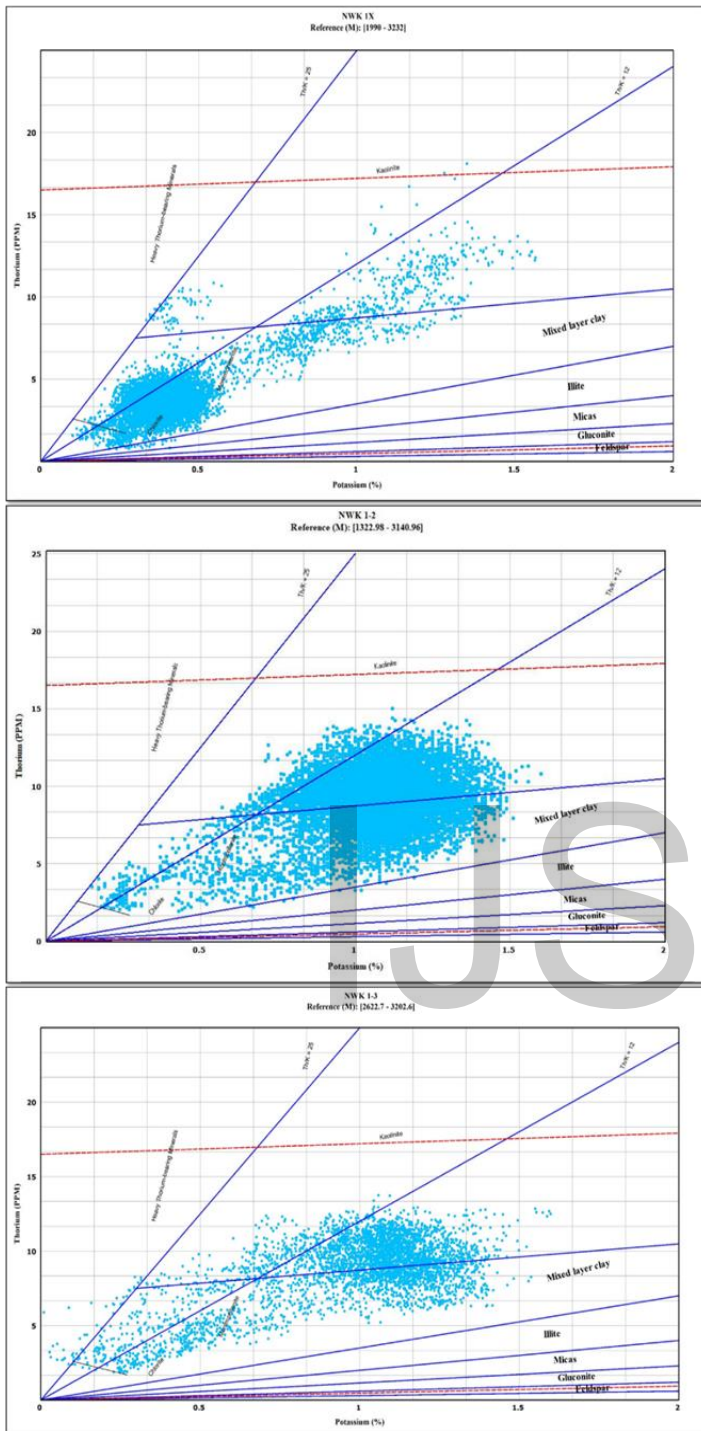 NWK 1X
Reference (M): [1990 - 3232]
Th/K = 25
Th/K = 12
20
Kaolinite
Heavy Thorium-bearing Minerals
15
Thorium (PPM)
10
Mixed layer clay
5
Illite
Chlorite
Micas
Gluconite
Feldspar
0
0
0.5
1
1.5
2
Potassium (%)
NWK 1-2
Reference (M): [1322.98 - 3140.96]
25
Th/K = 25
Th/K = 12
20
Kaolinite
Heavy Thorium-bearing Minerals
15
Thorium (PPM)
10
Mixed layer clay
5
Illite
Chlorite
Micas
Gluconite
Feldspar
0
0
0.5
1
1.5
2
Potassium (%)
IJS
NWK 1-3
Reference (M): [2622.7 - 3202.6]
Th/K = 25
Th/K = 12
20
Kaolinite
Heavy Thorium-bearing Minerals
15
Thorium (PPM)
10
Mixed layer clay
5
Illite
Chlorite
Micas
Gluconite
Feldspar
0
0
0.5
1
1.5
2
Potassium (%)